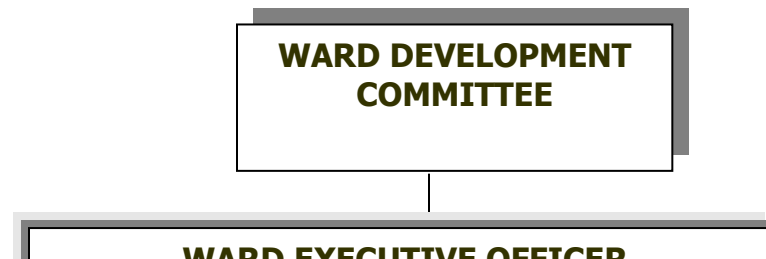 WARD DEVELOPMENT
COMMITTEE
WARD EXECUTIVE OFFICER